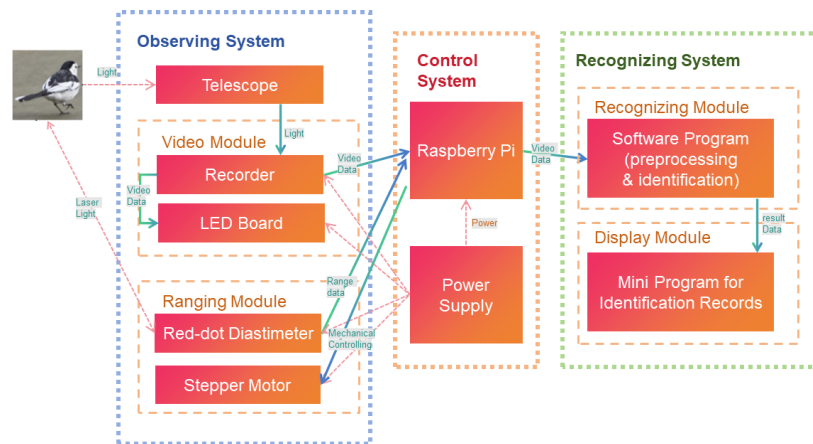 Observing System
Light
Telescope
Light
Video Module
Recorder
Video
Data
Video
Data
LED Board
Laser
Light
Ranging Module
Range
data
Red-dot Diastimeter
Mechanical
Controlling
Stepper Motor
Control
System
Raspberry Pi
Power
Power
Supply
Video
Data
Recognizing System
Recognizing Module
Software Program
(preprocessing
& identification)
result
Data
Display Module
Mini Program for
Identification Records